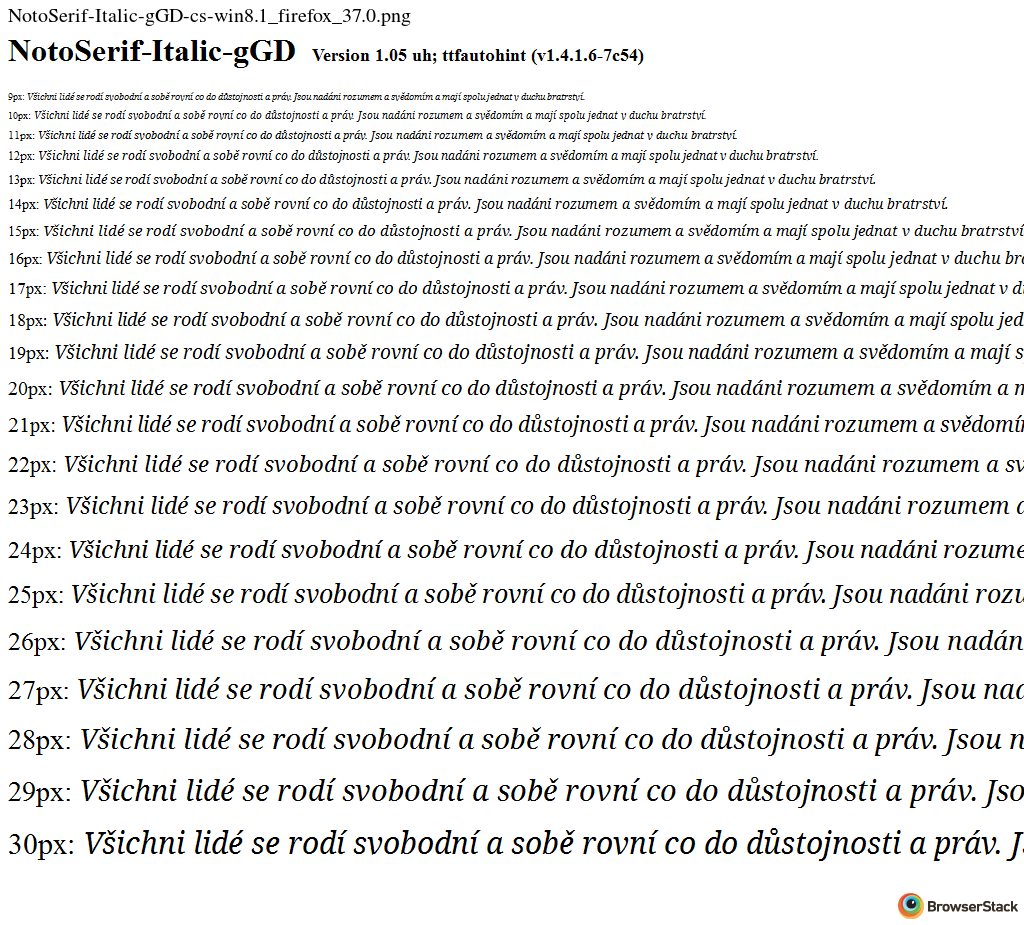 NotoSerif-Italic-gGD-cs-win8.1_firefox_37.0.png
NotoSerif-Italic-gGD Version 1.05 uh; ttfautohint (v1.4.1.6-7c54)
9px: Všichni lidé se rodí svobodní a sobě rovní co do důstojnosti a práv. Jsou nadáni rozumem a svědomím a mají spolu jednat v duchu bratrství.
10px: Všichni lidé se rodí svobodní a sobě rovní co do důstojnosti a práv. Jsou nadáni rozumem a svědomím a mají spolu jednat v duchu bratrství.
11px: Všichni lidé se rodí svobodní a sobě rovní co do důstojnosti a práv. Jsou nadáni rozumem a svědomím a mají spolu jednat v duchu bratrství.
12px: Všichni lidé se rodí svobodní a sobě rovní co do důstojnosti a práv. Jsou nadáni rozumem a svědomím a mají spolu jednat v duchu bratrství.
13px: Všichni lidé se rodí svobodní a sobě rovní co do důstojnosti a práv. Jsou nadáni rozumem a svědomím a mají spolu jednat v duchu bratrství.
14px: Všichni lidé se rodí svobodní a sobě rovní co do důstojnosti a práv. Jsou nadáni rozumem a svědomím a mají spolu jednat v duchu bratrství.
15px: Všichni lidé se rodí svobodní a sobě rovní co do důstojnosti a práv. Jsou nadáni rozumem a svědomím a mají spolu jednat v duchu bratrství
16px: Všichni lidé se rodí svobodní a sobě rovní co do důstojnosti a práv. Jsou nadáni rozumem a svědomím a mají spolu jednat v duchu br
17px: Všichni lidé se rodí svobodní a sobě rovní co do důstojnosti a práv. Jsou nadáni rozumem a svědomím a mají spolu jednat v d
18px: Všichni lidé se rodí svobodní a sobě rovní co do důstojnosti a práv. Jsou nadáni rozumem a svědomím a mají spolu jed
19px: Všichni lidé se rodí svobodní a sobě rovní co do důstojnosti a práv. Jsou nadáni rozumem a svědomím a mají s
20px: Všichni lidé se rodí svobodní a sobě rovní co do důstojnosti a práv. Jsou nadáni rozumem a svědomím a m
21px: Všichni lidé se rodí svobodní a sobě rovní co do důstojnosti a práv. Jsou nadáni rozumem a svědomí
22px: Všichni lidé se rodí svobodní a sobě rovní co do důstojnosti a práv. Jsou nadáni rozumem a sv
23px: Všichni lidé se rodí svobodní a sobě rovní co do důstojnosti a práv. Jsou nadáni rozumem a
24px: Všichni lidé se rodí svobodní a sobě rovní co do důstojnosti a práv. Jsou nadáni rozume
25px: Všichni lidé se rodí svobodní a sobě rovní co do důstojnosti a práv. Jsou nadáni rozu
26px: Všichni lidé se rodí svobodní a sobě rovní co do důstojnosti a práv. Jsou nadán
27px: Všichni lidé se rodí svobodní a sobě rovní co do důstojnosti a práv. Jsou nad
28px: Všichni lidé se rodí svobodní a sobě rovní co do důstojnosti a práv. Jsou n
29px: Všichni lidé se rodí svobodní a sobě rovní co do důstojnosti a práv. Jso
30px: Všichni lidé se rodí svobodní a sobě rovní co do důstojnosti a práv. J
BrowserStack